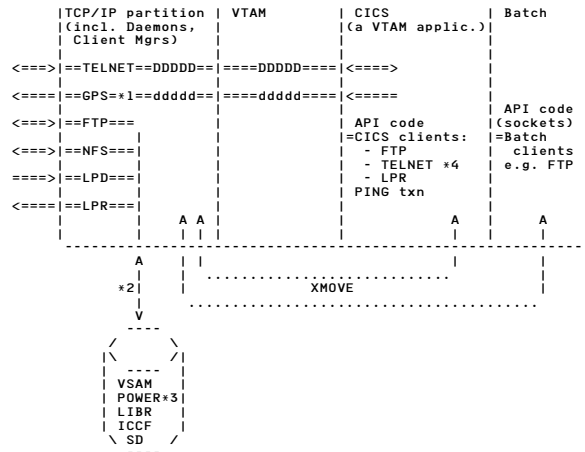 |TCP/IP partition | VTAM | CICS | Batch
|(incl. Daemons, | |(a VTAM applic.)|
| Client Mgrs) | | |
| | | |
<===>|==TELNET==DDDDD==|====DDDDD====|<====> |
| | | |
<===>|==GPS=*1==ddddd==|====ddddd====|<===== |
| | | | API code
<===>|==FTP=== | | API code |(sockets)
| | | |=CICS clients: |=Batch
<===>|==NFS===| | | - FTP | clients
| | | | - TELNET *4 | e.g. FTP
====>|==LPD===| | | - LPR |
| | | | PING txn |
<====|==LPR===| | | |
| | A A | | A | A
| | | | | | | | |
-----------------------------------------------
A | | | |
| | ............................ |
*2| | XMOVE |
| .......................................
V
----
/ \
|\ /|
| ---- |
| VSAM |
| POWER*3|
| LIBR |
| ICCF |
\ SD /
----